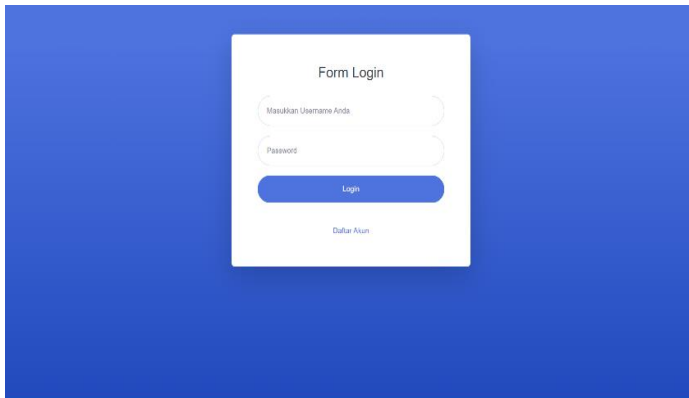 Form Login
Masukkan Username Anda
Password
Login
Daftar Akun